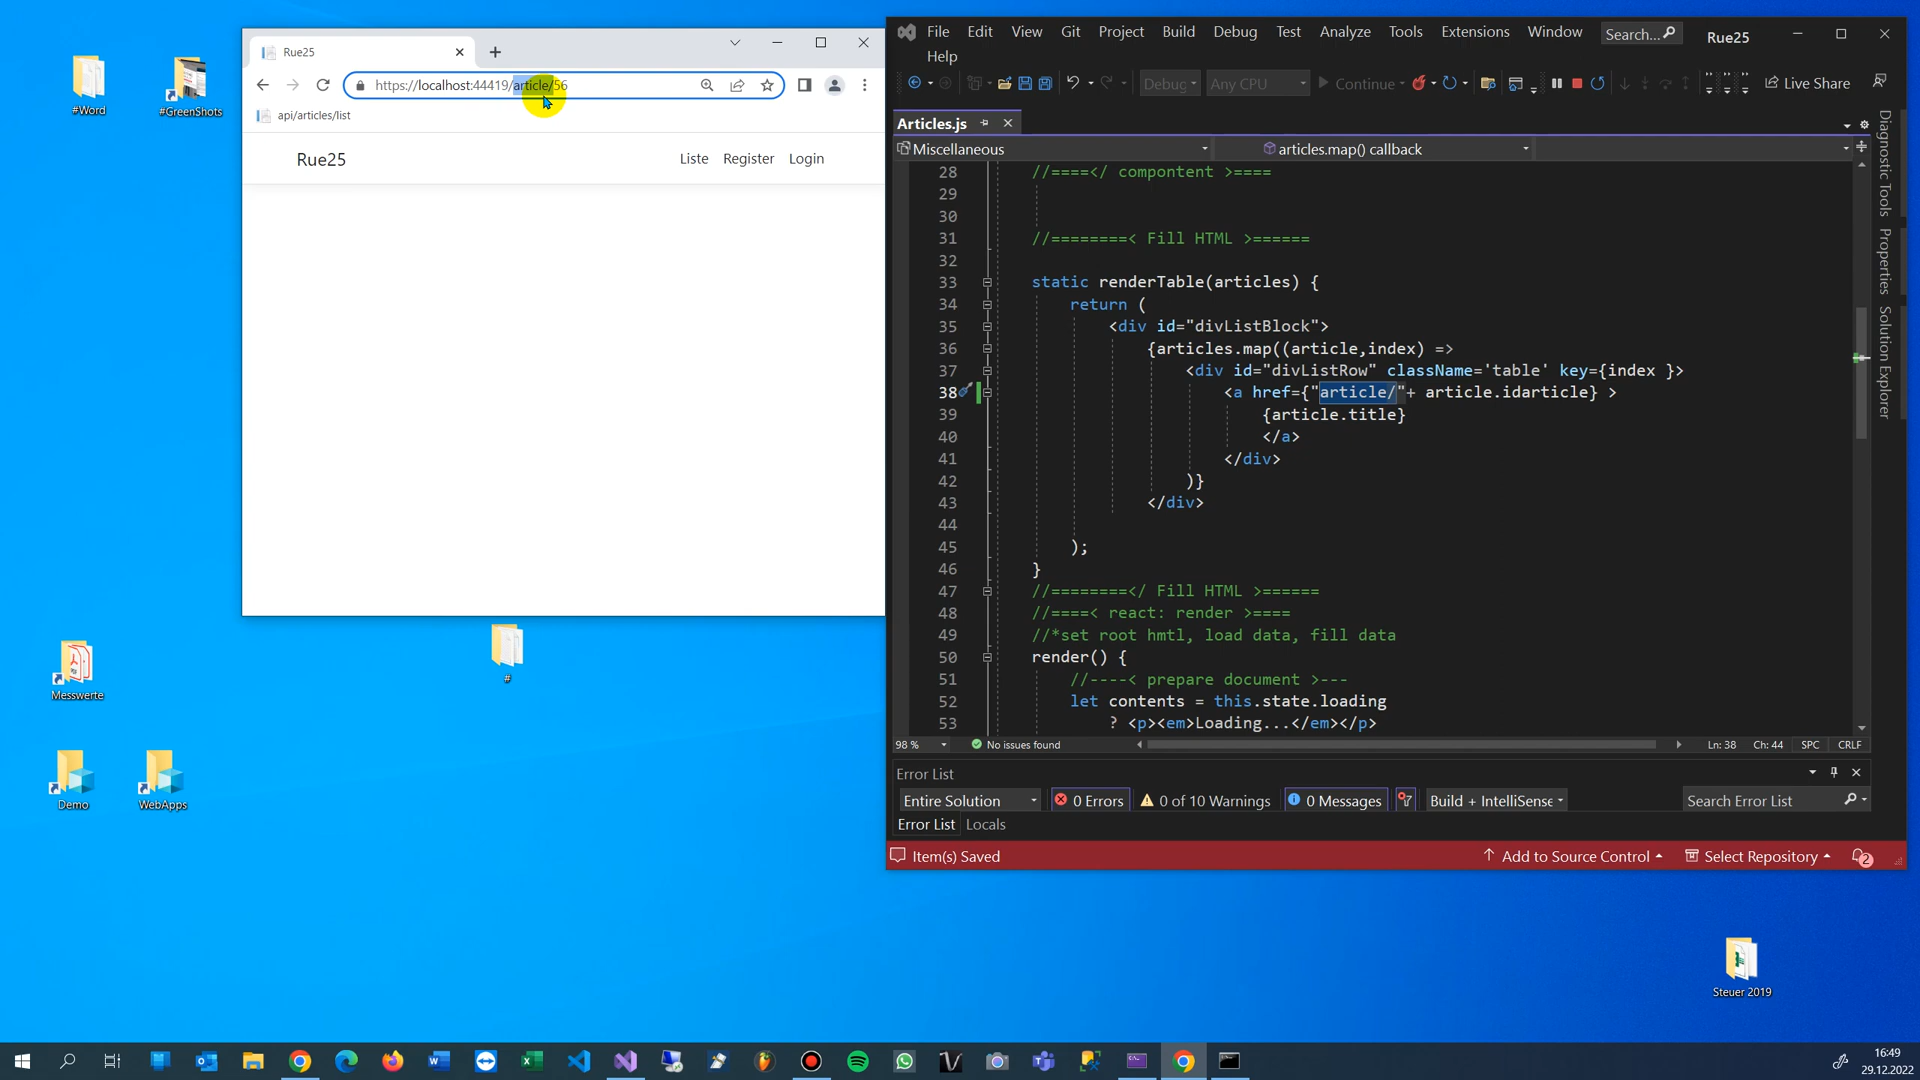 #Word
#GreenShots
Messwerte
Demo
WebApps
#
Steuer 2019
Rue25
https://localhost:44419/article/56
api/articles/list
Rue25
Liste Register Login
File Edit View Git Project Build Debug Test Analyze Tools Extensions Window Search... Rue25
Help
Debug Any CPU Continue Live Share
Articles.js
Miscellaneous articles.map() callback
28 //====</ compontent >====
29
30
31 //========< Fill HTML >======
32
33 static renderTable(articles) {
34 return (
35 <div id="divListBlock">
36 {articles.map((article,index) =>
37 <div id="divListRow" className='table' key={index }>
38 <a href={"article/"+ article.idarticle} >
39 {article.title}
40 </a>
41 </div>
42 )}
43 </div>
44
45 );
46 }
47 //========</ Fill HTML >======
48 //====< react: render >====
49 //*set root hmtl, load data, fill data
50 render() {
51 //----< prepare document >---
52 let contents = this.state.loading
53 ? <p><em>Loading...</em></p>
98 % No issues found Ln: 38 Ch: 44 SPC CRLF
Diagnostic Tools
Properties
Solution Explorer
Error List
Entire Solution 0 Errors 0 of 10 Warnings 0 Messages Build + IntelliSense Search Error List
Error List Locals
Item(s) Saved Add to Source Control Select Repository 2
16:49
29.12.2022